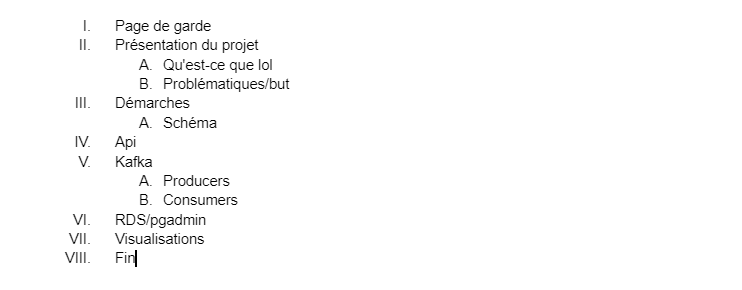 I. Page de garde
II. Présentation du projet
A. Qu'est-ce que lol
B. Problématiques/but
III. Démarches
A. Schéma
IV. Api
V. Kafka
A. Producers
B. Consumers
VI. RDS/pgadmin
VII. Visualisations
VIII. Fin